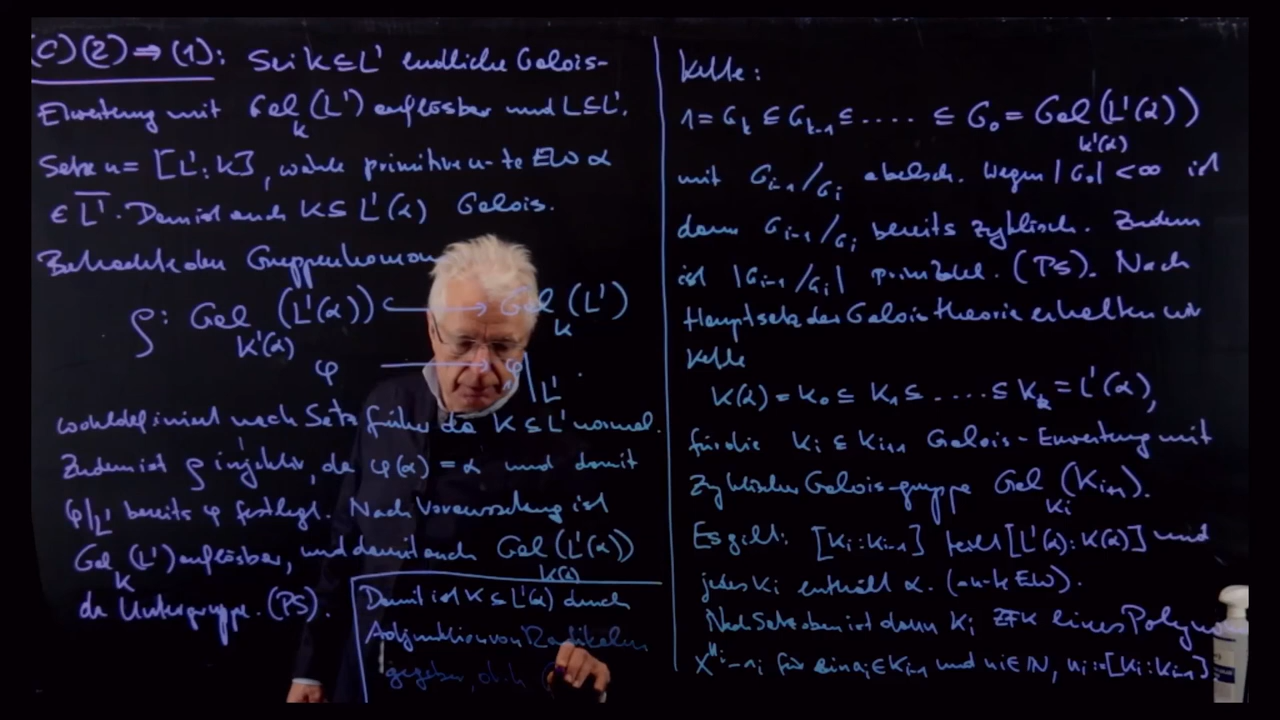 (C) (2) ⇒ (1): Sei K ⊆ L' endliche Galois-
Erweiterung mit Gal_K (L') auflösbar und L ⊆ L'.
Setze n = [L' : K], wähle primitive n-te EW α
∈ \overline{L'}. Dann ist auch K ⊆ L'(α) Galois.
Betrachte den Gruppenhomom
ρ: Gal_{K'(α)} (L'(α)) ↪ Gal_K (L')
φ ⟶ φ|_{L'}
wohldefiniert nach Satz früher da K ⊆ L' normal.
Zudem ist ρ injektiv, da φ(α) = α und damit
φ|_{L'} bereits φ festlegt. Nach Voraussetzung ist
Gal_K (L') auflösbar, und damit auch Gal_{K(α)} (L'(α))
da Untergruppe. (PS).
Damit ist K ⊆ L'(α) durch
Adjunktion von Radikalen
gegeben, d.h.
Kette:
1 = G_k ⊆ G_{k-1} ⊆ .... ⊆ G_0 = Gal_{K'(α)} (L'(α))
mit G_{i-1}/G_i abelsch. Wegen |G_0| < ∞ ist
dann G_{i-1}/G_i bereits zyklisch. Zudem
ist |G_{i-1}/G_i| primzahl. (PS). Nach
Hauptsatz der Galoistheorie erhalten wir
Kette
K(α) = K_0 ⊆ K_1 ⊆ ..... ⊆ K_k = L'(α),
für die K_i ⊆ K_{i+1} Galois-Erweiterung mit
zyklischer Galois-gruppe Gal_{K_i} (K_{i+1}).
Es gilt: [K_i : K_{i-1}] teilt [L'(α) : K(α)] und
jedes K_i enthält α. (α n-te EW).
Nach Satz oben ist dann K_i ZFK eines Polynoms
X^{n_i} - a_i für ein a_i ∈ K_{i-1} und n_i ∈ ℕ, n_i := [K_i : K_{i-1}]